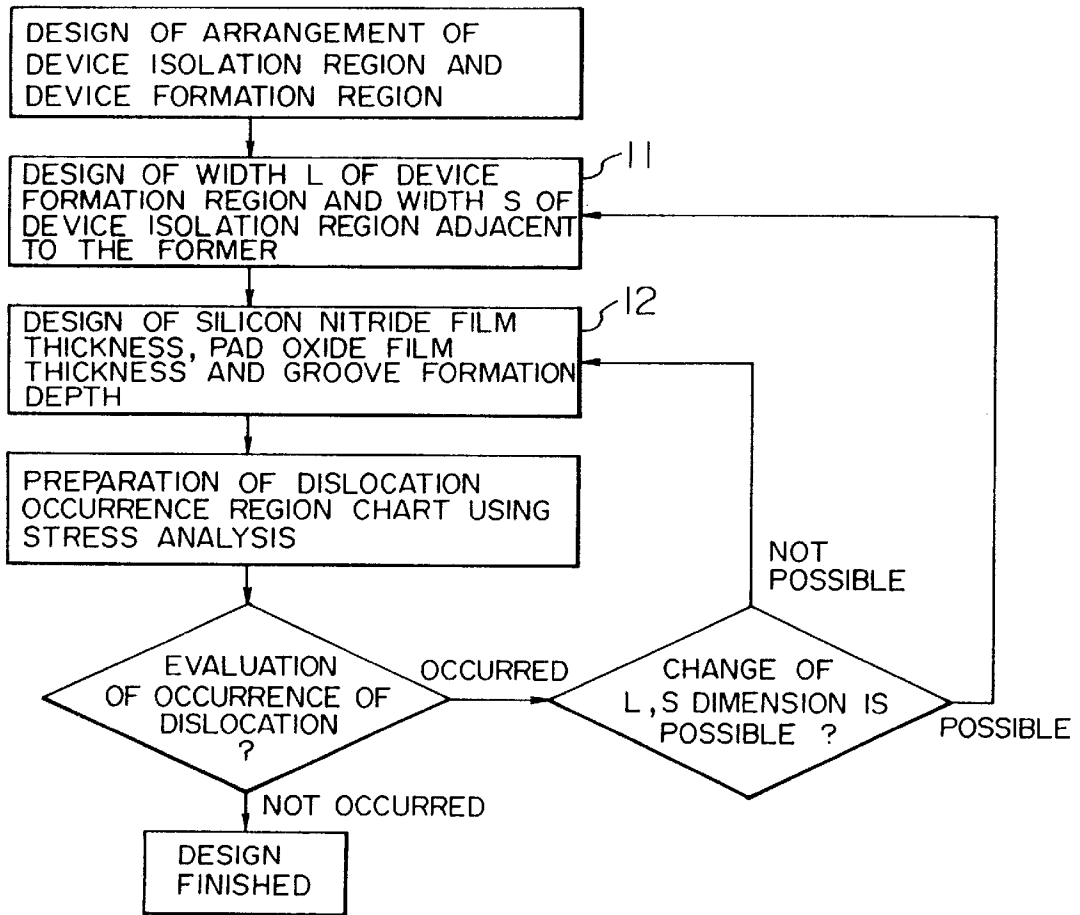 DESIGN OF ARRANGEMENT OF
DEVICE ISOLATION REGION AND
DEVICE FORMATION REGION
11
DESIGN OF WIDTH L OF DEVICE
FORMATION REGION AND WIDTH S OF
DEVICE ISOLATION REGION ADJACENT
TO THE FORMER
12
DESIGN OF SILICON NITRIDE FILM
THICKNESS, PAD OXIDE FILM
THICKNESS AND GROOVE FORMATION
DEPTH
PREPARATION OF DISLOCATION
OCCURRENCE REGION CHART USING
STRESS ANALYSIS
NOT
POSSIBLE
EVALUATION
OF OCCURRENCE OF
DISLOCATION
?
OCCURRED
CHANGE OF
L,S DIMENSION IS
POSSIBLE ?
POSSIBLE
NOT OCCURRED
DESIGN
FINISHED